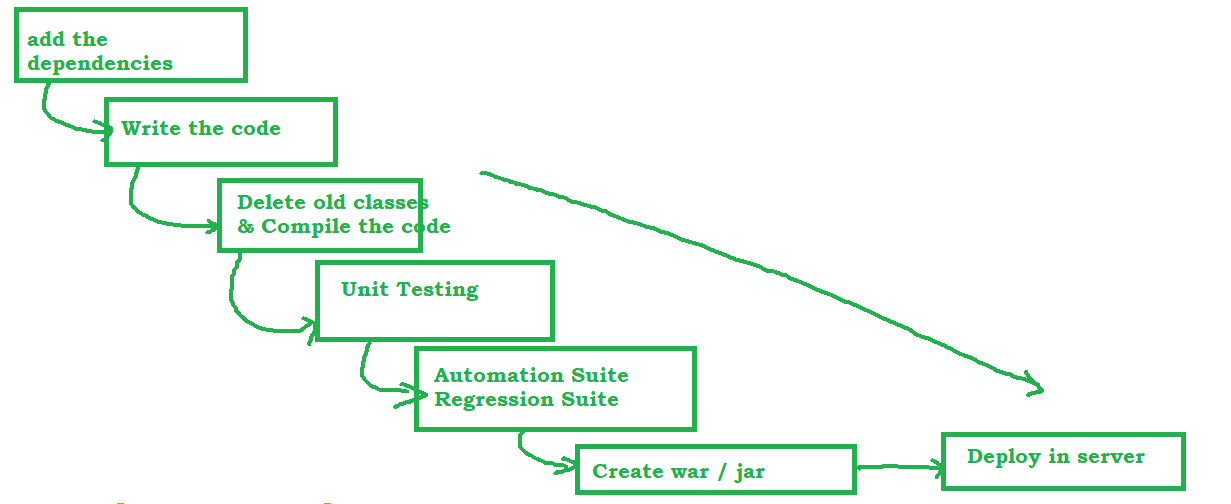 add the
dependencies
Write the code
Delete old classes
& Compile the code
Unit Testing
Automation Suite
Regression Suite
Create war / jar
Deploy in server